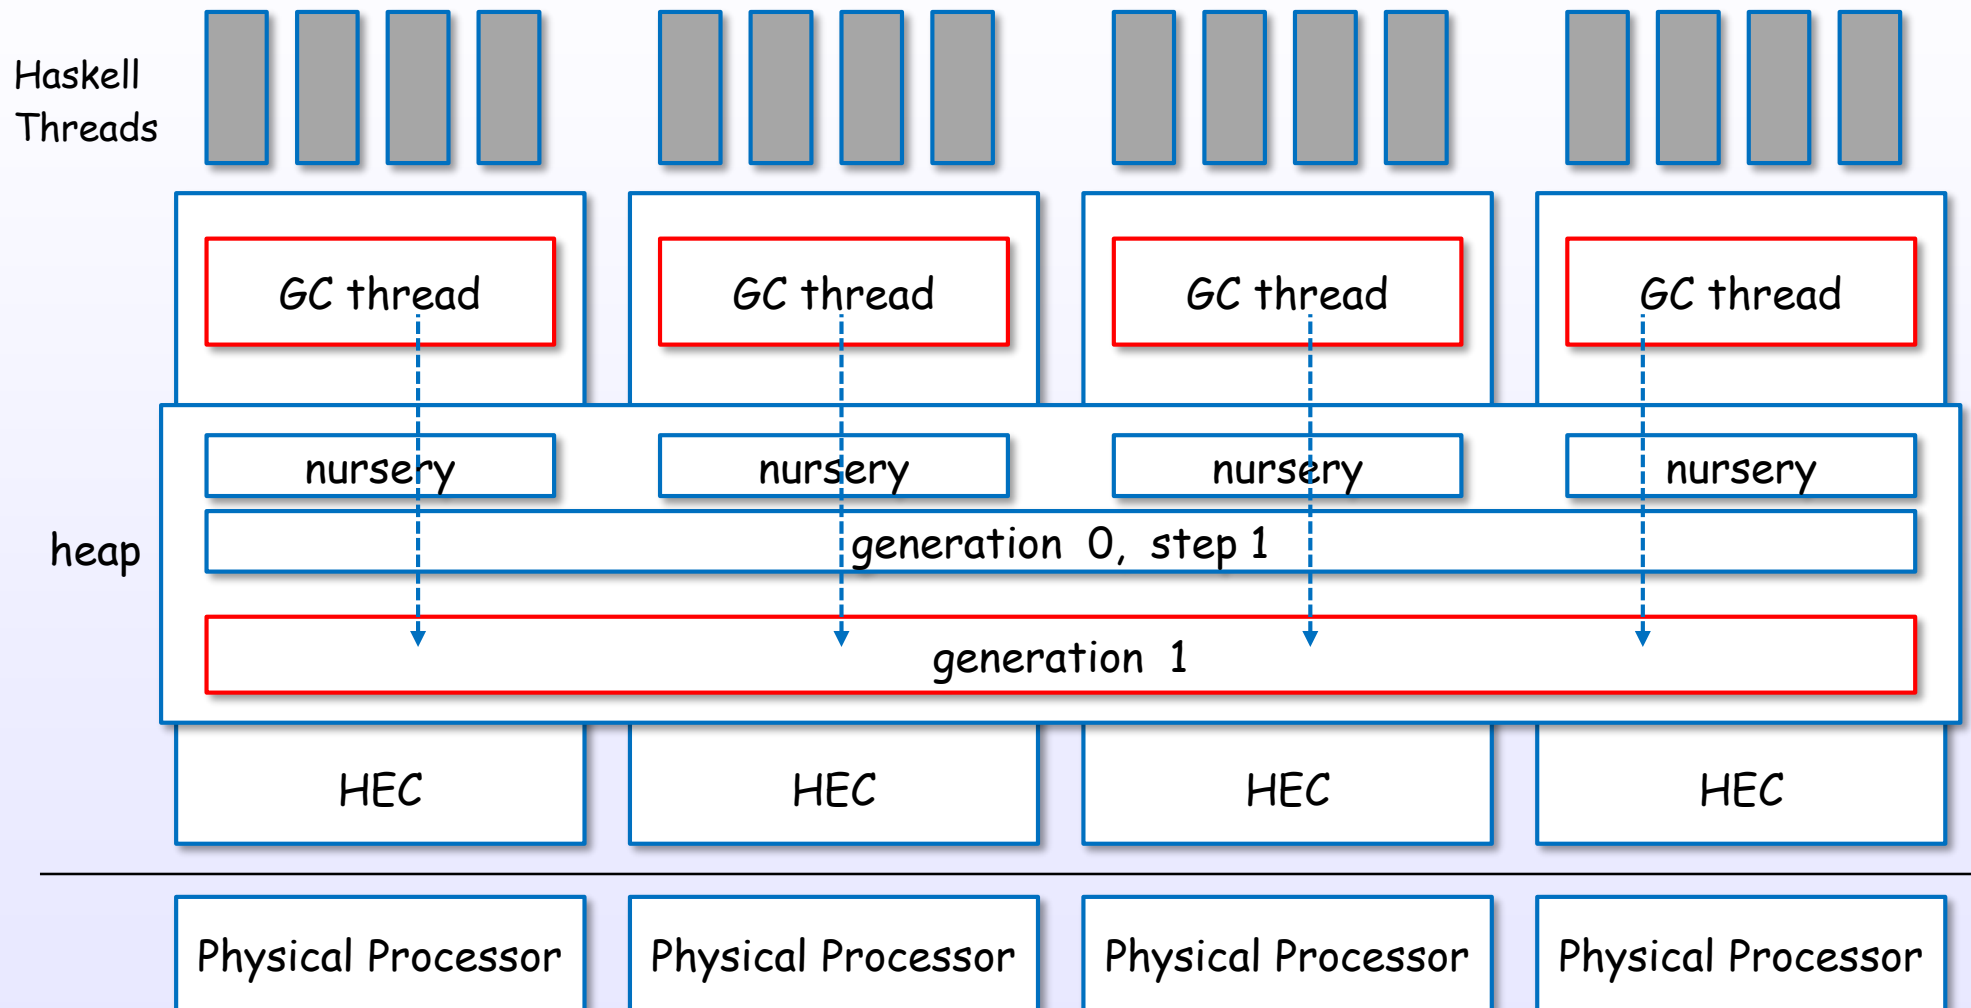 Haskell
Threads
GC thread GC thread GC thread GC thread
nursery nursery nursery nursery
heap
generation 0, step 1
generation 1
HEC HEC HEC HEC
Physical Processor Physical Processor Physical Processor Physical Processor